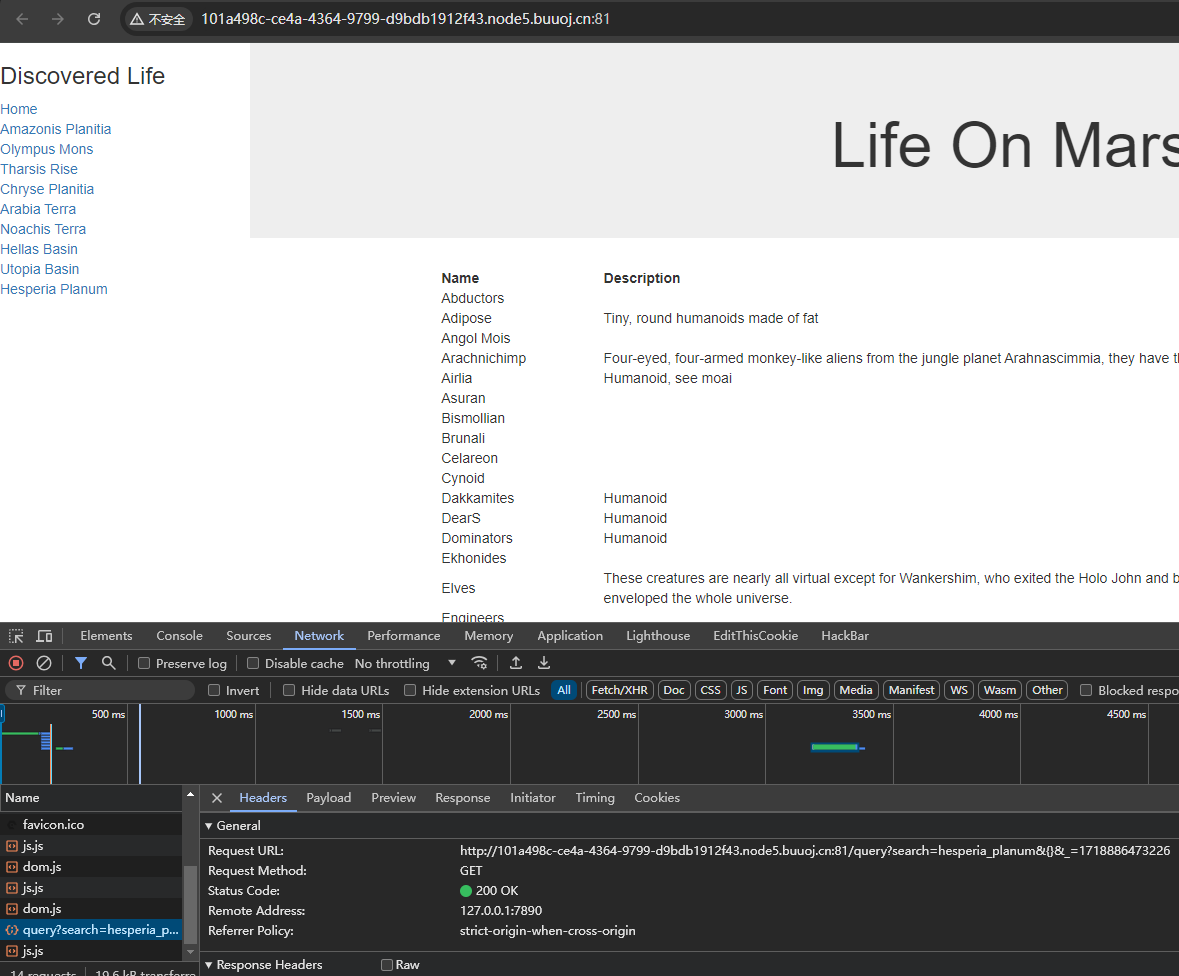 不安全 101a498c-ce4a-4364-9799-d9bdb1912f43.node5.buuoj.cn:81
Discovered Life
Home
Amazonis Planitia
Olympus Mons
Tharsis Rise
Chryse Planitia
Arabia Terra
Noachis Terra
Hellas Basin
Utopia Basin
Hesperia Planum
Life On Mars
Name Description
Abductors
Adipose Tiny, round humanoids made of fat
Angol Mois
Arachnichimp Four-eyed, four-armed monkey-like aliens from the jungle planet Arahnascimmia, they have
Airlia Humanoid, see moai
Asuran
Bismollian
Brunali
Celareon
Cynoid
Dakkamites Humanoid
DearS Humanoid
Dominators Humanoid
Ekhonides
Elves These creatures are nearly all virtual except for Wankershim, who exited the Holo John and
enveloped the whole universe.
Engineers
Elements Console Sources Network Performance Memory Application Lighthouse EditThisCookie HackBar
Preserve log Disable cache No throttling
Filter Invert Hide data URLs Hide extension URLs All Fetch/XHR Doc CSS JS Font Img Media Manifest WS Wasm Other Blocked respo
500 ms 1000 ms 1500 ms 2000 ms 2500 ms 3000 ms 3500 ms 4000 ms 4500 ms
Name Headers Payload Preview Response Initiator Timing Cookies
favicon.ico
js.js
dom.js
js.js
dom.js
query?search=hesperia_p...
js.js
14 requests 19.6 kB transferre
General
Request URL: http://101a498c-ce4a-4364-9799-d9bdb1912f43.node5.buuoj.cn:81/query?search=hesperia_planum&{}&_=1718886473226
Request Method: GET
Status Code: 200 OK
Remote Address: 127.0.0.1:7890
Referrer Policy: strict-origin-when-cross-origin
Response Headers Raw